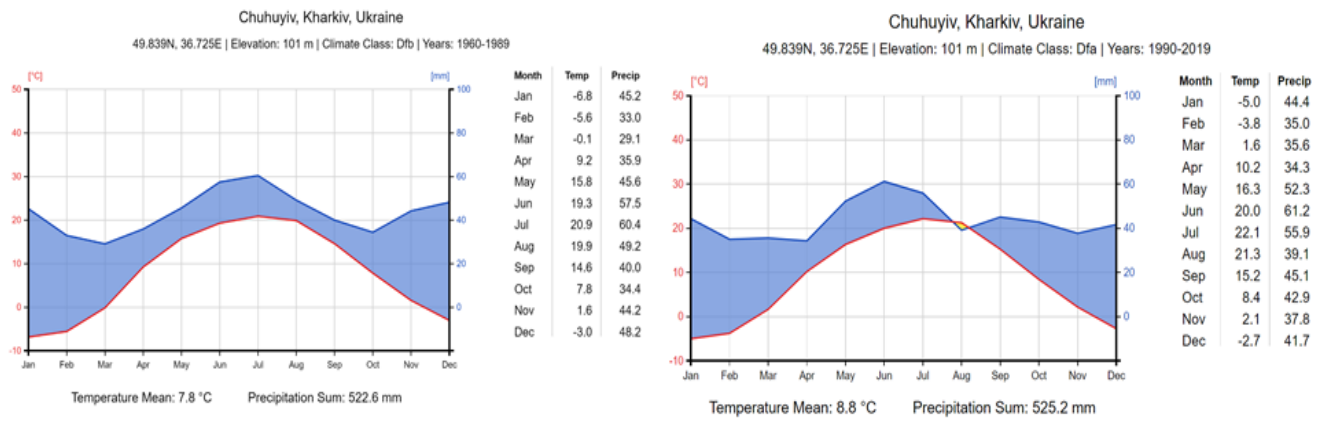 Chuhuyiv, Kharkiv, Ukraine
49.839N, 36.725E | Elevation: 101 m | Climate Class: Dfb | Years: 1960-1989
[°C] [mm]
50 100
40 80
30 60
20 40
10 20
0 0
-10
Jan Feb Mar Apr May Jun Jul Aug Sep Oct Nov Dec
Month Temp Precip
Jan -6.8 45.2
Feb -5.6 33.0
Mar -0.1 29.1
Apr 9.2 35.9
May 15.8 45.6
Jun 19.3 57.5
Jul 20.9 60.4
Aug 19.9 49.2
Sep 14.6 40.0
Oct 7.8 34.4
Nov 1.6 44.2
Dec -3.0 48.2
Temperature Mean: 7.8 °C Precipitation Sum: 522.6 mm
Chuhuyiv, Kharkiv, Ukraine
49.839N, 36.725E | Elevation: 101 m | Climate Class: Dfa | Years: 1990-2019
[°C] [mm]
50 100
40 80
30 60
20 40
10 20
0 0
-10
Jan Feb Mar Apr May Jun Jul Aug Sep Oct Nov Dec
Month Temp Precip
Jan -5.0 44.4
Feb -3.8 35.0
Mar 1.6 35.6
Apr 10.2 34.3
May 16.3 52.3
Jun 20.0 61.2
Jul 22.1 55.9
Aug 21.3 39.1
Sep 15.2 45.1
Oct 8.4 42.9
Nov 2.1 37.8
Dec -2.7 41.7
Temperature Mean: 8.8 °C Precipitation Sum: 525.2 mm